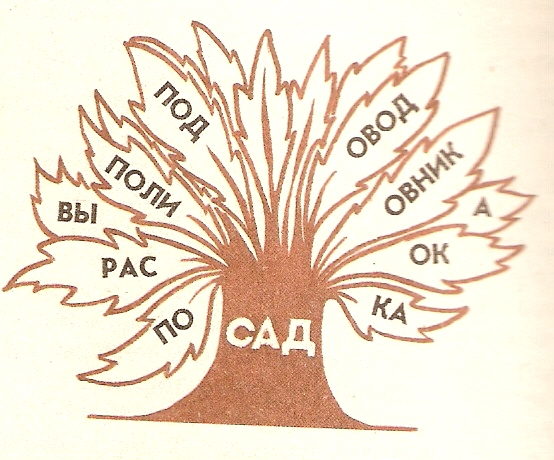 ПОД
ОВОД
ПОЛИ
ОВНИК
ВЫ
А
РАС
ОК
ПО
КА
САД